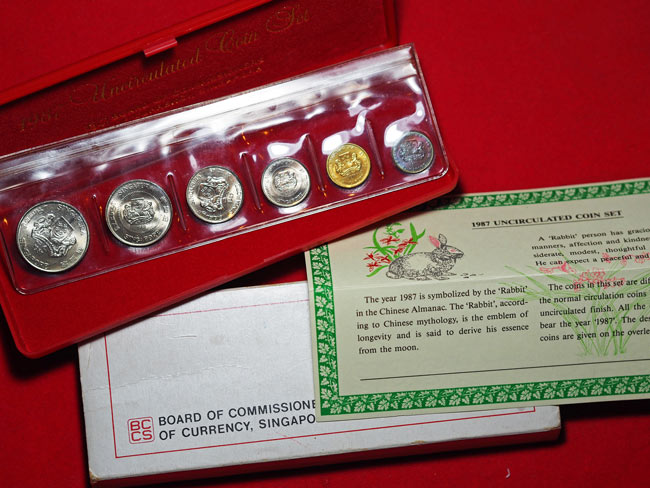 1987 Uncirculated Coin Set
1987 UNCIRCULATED COIN SET
The year 1987 is symbolized by the 'Rabbit'
in the Chinese Almanac. The 'Rabbit', accord-
ing to Chinese mythology, is the emblem of
longevity and is said to derive his essence
from the moon.
A 'Rabbit' person has gracio
manners, affection and kindne
siderate, modest, thoughtful
He can expect a peaceful and
The coins in this set are dif
the normal circulation coins
uncirculated finish. All the
bear the year '1987'. The des
coins are given on the overle
BC
CS
BOARD OF COMMISSIONE
OF CURRENCY, SINGAPO